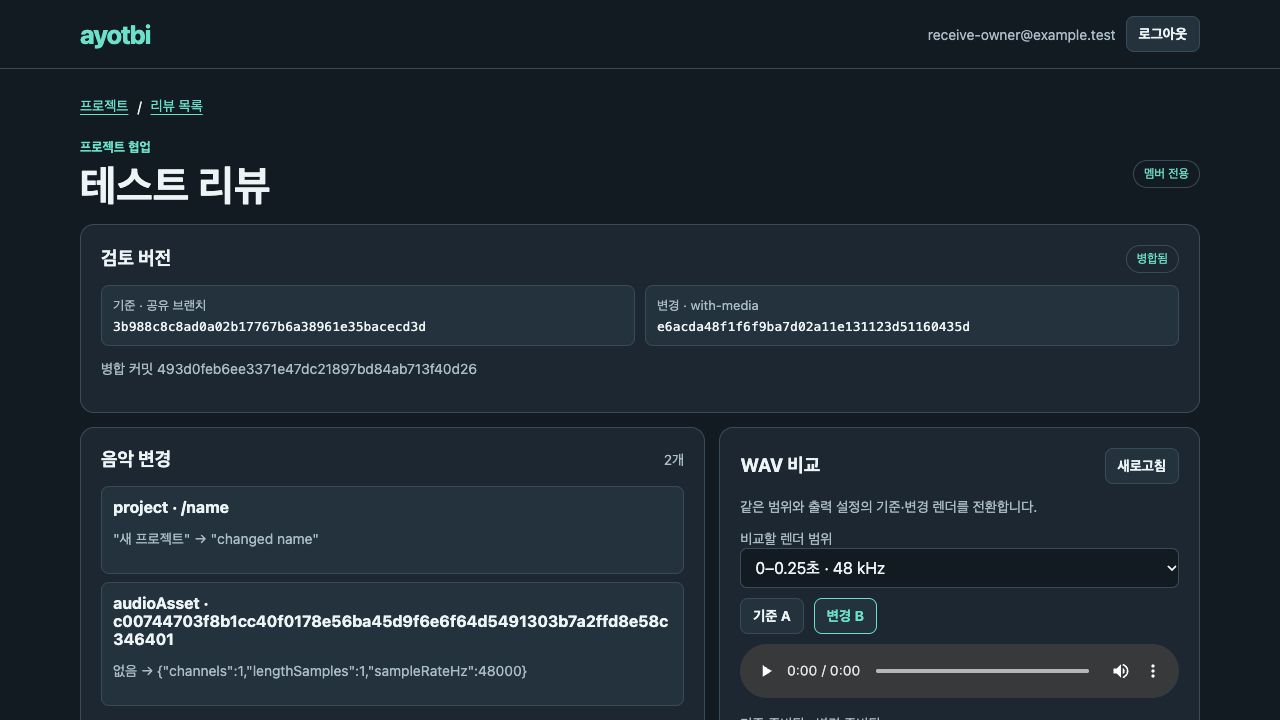 ayotbi
receive-owner@example.test
로그아웃
프로젝트 / 리뷰 목록
프로젝트 협업
테스트 리뷰
멤버 전용
검토 버전
병합됨
기준 · 공유 브랜치
3b988c8c8ad0a02b17767b6a38961e35bacecd3d
변경 · with-media
e6acda48f1f6f9ba7d02a11e131123d51160435d
병합 커밋 493d0feb6ee3371e47dc21897bd84ab713f40d26
음악 변경
2개
project · /name
"새 프로젝트" → "changed name"
audioAsset ·
c00744703f8b1cc40f0178e56ba45d9f6e6f64d5491303b7a2ffd8e58c
346401
없음 → {"channels":1,"lengthSamples":1,"sampleRateHz":48000}
WAV 비교
새로고침
같은 범위와 출력 설정의 기준·변경 렌더를 전환합니다.
비교할 렌더 범위
0–0.25초 · 48 kHz
기준 A
변경 B
0:00 / 0:00